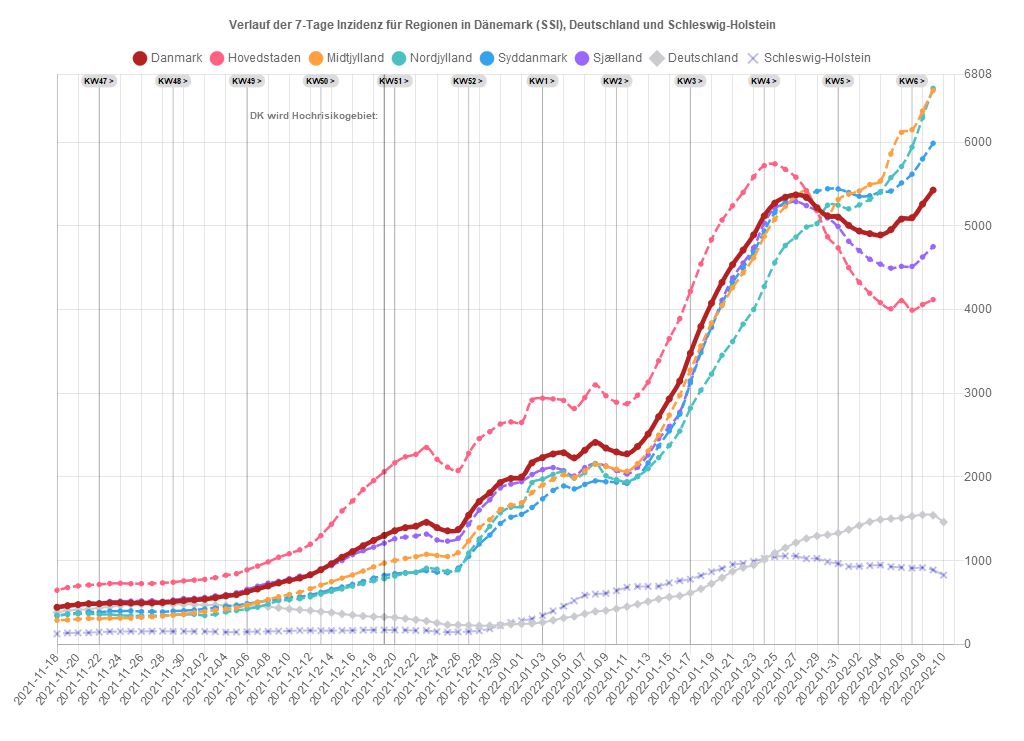 Verlauf der 7-Tage Inzidenz für Regionen in Dänemark (SSI), Deutschland und Schleswig-Holstein
Danmark Hovedstaden Midtjylland Nordjylland Syddanmark Sjælland Deutschland Schleswig-Holstein
KW47 > KW48 > KW49 > KW50 > KW51 > KW52 > KW1 > KW2 > KW3 > KW4 > KW5 > KW6 >
DK wird Hochrisikogebiet:
6808
6000
5000
4000
3000
2000
1000
0
2021-11-18 2021-11-20 2021-11-22 2021-11-24 2021-11-26 2021-11-28 2021-11-30 2021-12-02 2021-12-04 2021-12-06 2021-12-08 2021-12-10 2021-12-12 2021-12-14 2021-12-16 2021-12-18 2021-12-20 2021-12-22 2021-12-24 2021-12-26 2021-12-28 2021-12-30 2022-01-01 2022-01-03 2022-01-05 2022-01-07 2022-01-09 2022-01-11 2022-01-13 2022-01-15 2022-01-17 2022-01-19 2022-01-21 2022-01-23 2022-01-25 2022-01-27 2022-01-29 2022-01-31 2022-02-02 2022-02-04 2022-02-06 2022-02-08 2022-02-10